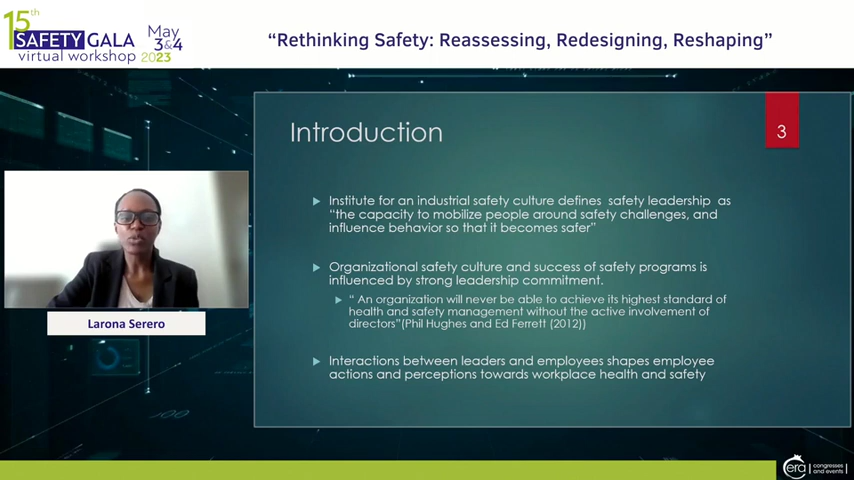 15th
SAFETY GALA
virtual workshop
May
3&4
2023
“Rethinking Safety: Reassessing, Redesigning, Reshaping”
Introduction
3
Institute for an industrial safety culture defines safety leadership as
“the capacity to mobilize people around safety challenges, and
influence behavior so that it becomes safer”
Organizational safety culture and success of safety programs is
influenced by strong leadership commitment.
“ An organization will never be able to achieve its highest standard of
health and safety management without the active involvement of
directors”(Phil Hughes and Ed Ferrett (2012))
Interactions between leaders and employees shapes employee
actions and perceptions towards workplace health and safety
Larona Serero
era
congresses
and events